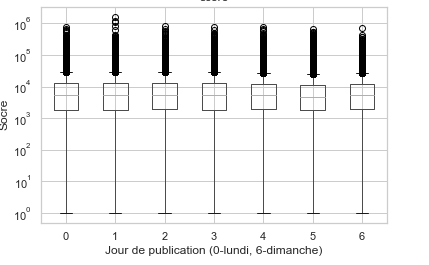 score
10⁶
10⁵
10⁴
10³
10²
10¹
10⁰
Socre
0 1 2 3 4 5 6
Jour de publication (0-lundi, 6-dimanche)